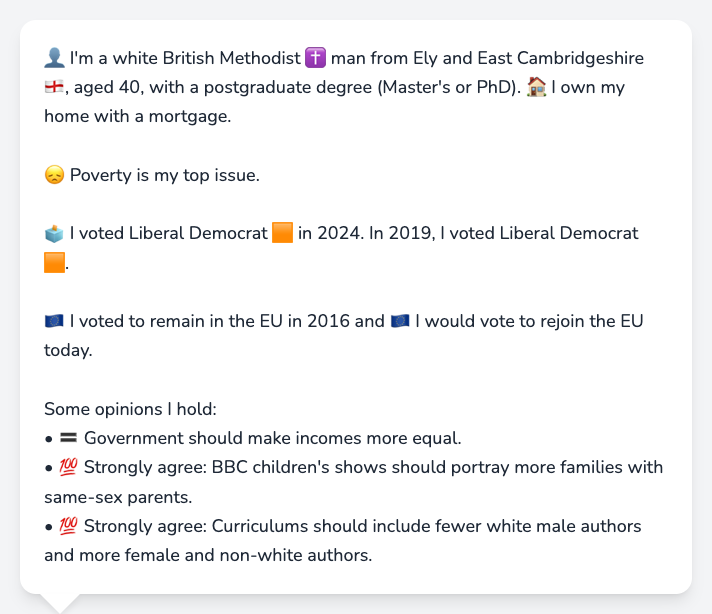 👤 I'm a white British Methodist ✝️ man from Ely and East Cambridgeshire
🏴󠁧󠁢󠁥󠁮󠁧󠁿, aged 40, with a postgraduate degree (Master's or PhD). 🏠 I own my
home with a mortgage.
😞 Poverty is my top issue.
🗳️ I voted Liberal Democrat 🟧 in 2024. In 2019, I voted Liberal Democrat
🟧.
🇪🇺 I voted to remain in the EU in 2016 and 🇪🇺 I would vote to rejoin the EU
today.
Some opinions I hold:
• 🟰 Government should make incomes more equal.
• 💯 Strongly agree: BBC children's shows should portray more families with
same-sex parents.
• 💯 Strongly agree: Curriculums should include fewer white male authors
and more female and non-white authors.